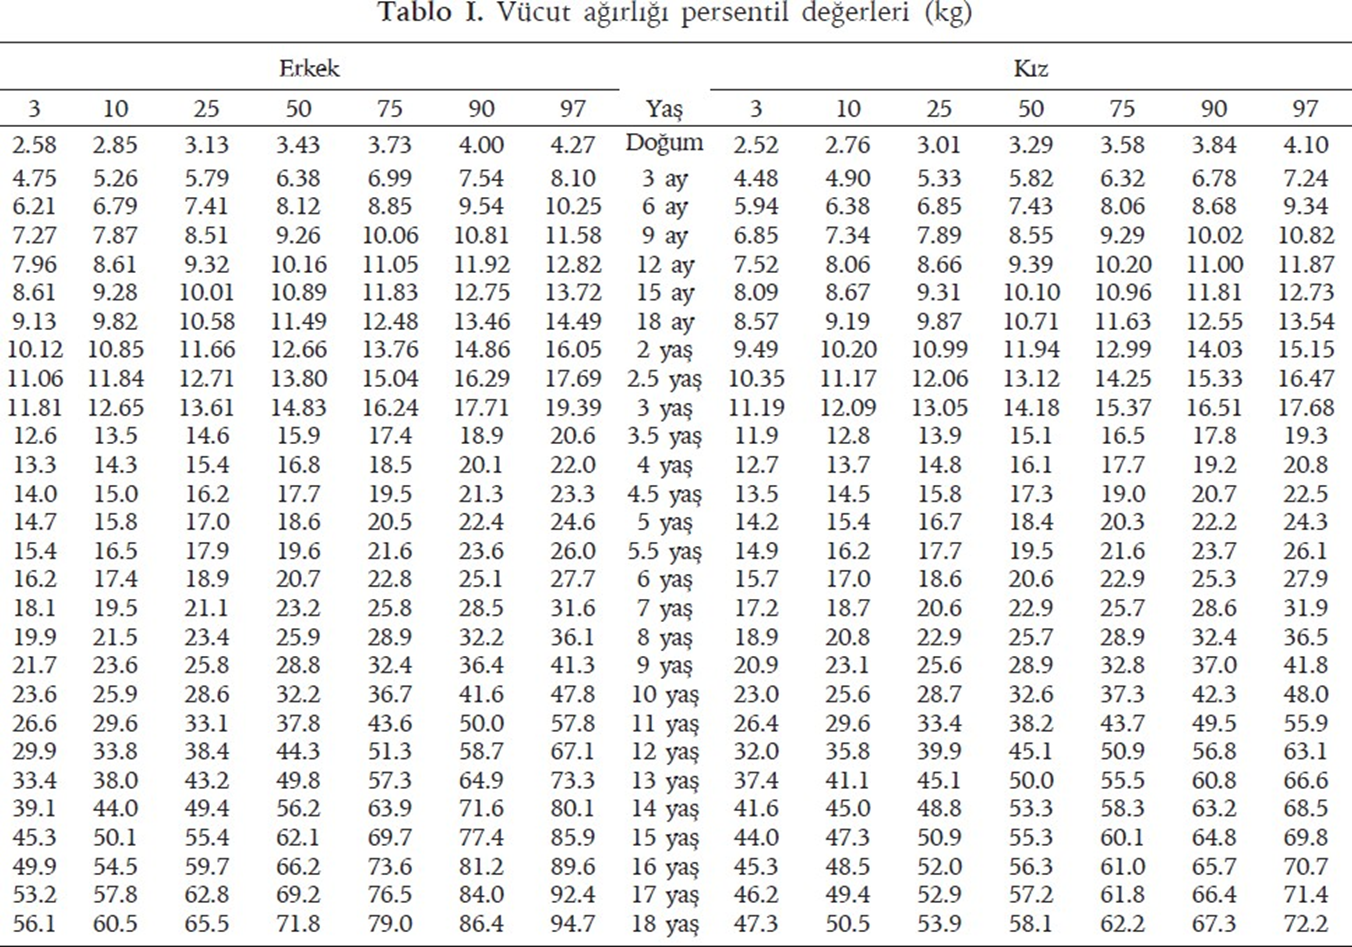 Tablo I. Vücut ağırlığı persentil değerleri (kg)
Erkek Kız
3 10 25 50 75 90 97 Yaş 3 10 25 50 75 90 97
2.58 2.85 3.13 3.43 3.73 4.00 4.27 Doğum 2.52 2.76 3.01 3.29 3.58 3.84 4.10
4.75 5.26 5.79 6.38 6.99 7.54 8.10 3 ay 4.48 4.90 5.33 5.82 6.32 6.78 7.24
6.21 6.79 7.41 8.12 8.85 9.54 10.25 6 ay 5.94 6.38 6.85 7.43 8.06 8.68 9.34
7.27 7.87 8.51 9.26 10.06 10.81 11.58 9 ay 6.85 7.34 7.89 8.55 9.29 10.02 10.82
7.96 8.61 9.32 10.16 11.05 11.92 12.82 12 ay 7.52 8.06 8.66 9.39 10.20 11.00 11.87
8.61 9.28 10.01 10.89 11.83 12.75 13.72 15 ay 8.09 8.67 9.31 10.10 10.96 11.81 12.73
9.13 9.82 10.58 11.49 12.48 13.46 14.49 18 ay 8.57 9.19 9.87 10.71 11.63 12.55 13.54
10.12 10.85 11.66 12.66 13.76 14.86 16.05 2 yaş 9.49 10.20 10.99 11.94 12.99 14.03 15.15
11.06 11.84 12.71 13.80 15.04 16.29 17.69 2.5 yaş 10.35 11.17 12.06 13.12 14.25 15.33 16.47
11.81 12.65 13.61 14.83 16.24 17.71 19.39 3 yaş 11.19 12.09 13.05 14.18 15.37 16.51 17.68
12.6 13.5 14.6 15.9 17.4 18.9 20.6 3.5 yaş 11.9 12.8 13.9 15.1 16.5 17.8 19.3
13.3 14.3 15.4 16.8 18.5 20.1 22.0 4 yaş 12.7 13.7 14.8 16.1 17.7 19.2 20.8
14.0 15.0 16.2 17.7 19.5 21.3 23.3 4.5 yaş 13.5 14.5 15.8 17.3 19.0 20.7 22.5
14.7 15.8 17.0 18.6 20.5 22.4 24.6 5 yaş 14.2 15.4 16.7 18.4 20.3 22.2 24.3
15.4 16.5 17.9 19.6 21.6 23.6 26.0 5.5 yaş 14.9 16.2 17.7 19.5 21.6 23.7 26.1
16.2 17.4 18.9 20.7 22.8 25.1 27.7 6 yaş 15.7 17.0 18.6 20.6 22.9 25.3 27.9
18.1 19.5 21.1 23.2 25.8 28.5 31.6 7 yaş 17.2 18.7 20.6 22.9 25.7 28.6 31.9
19.9 21.5 23.4 25.9 28.9 32.2 36.1 8 yaş 18.9 20.8 22.9 25.7 28.9 32.4 36.5
21.7 23.6 25.8 28.8 32.4 36.4 41.3 9 yaş 20.9 23.1 25.6 28.9 32.8 37.0 41.8
23.6 25.9 28.6 32.2 36.7 41.6 47.8 10 yaş 23.0 25.6 28.7 32.6 37.3 42.3 48.0
26.6 29.6 33.1 37.8 43.6 50.0 57.8 11 yaş 26.4 29.6 33.4 38.2 43.7 49.5 55.9
29.9 33.8 38.4 44.3 51.3 58.7 67.1 12 yaş 32.0 35.8 39.9 45.1 50.9 56.8 63.1
33.4 38.0 43.2 49.8 57.3 64.9 73.3 13 yaş 37.4 41.1 45.1 50.0 55.5 60.8 66.6
39.1 44.0 49.4 56.2 63.9 71.6 80.1 14 yaş 41.6 45.0 48.8 53.3 58.3 63.2 68.5
45.3 50.1 55.4 62.1 69.7 77.4 85.9 15 yaş 44.0 47.3 50.9 55.3 60.1 64.8 69.8
49.9 54.5 59.7 66.2 73.6 81.2 89.6 16 yaş 45.3 48.5 52.0 56.3 61.0 65.7 70.7
53.2 57.8 62.8 69.2 76.5 84.0 92.4 17 yaş 46.2 49.4 52.9 57.2 61.8 66.4 71.4
56.1 60.5 65.5 71.8 79.0 86.4 94.7 18 yaş 47.3 50.5 53.9 58.1 62.2 67.3 72.2